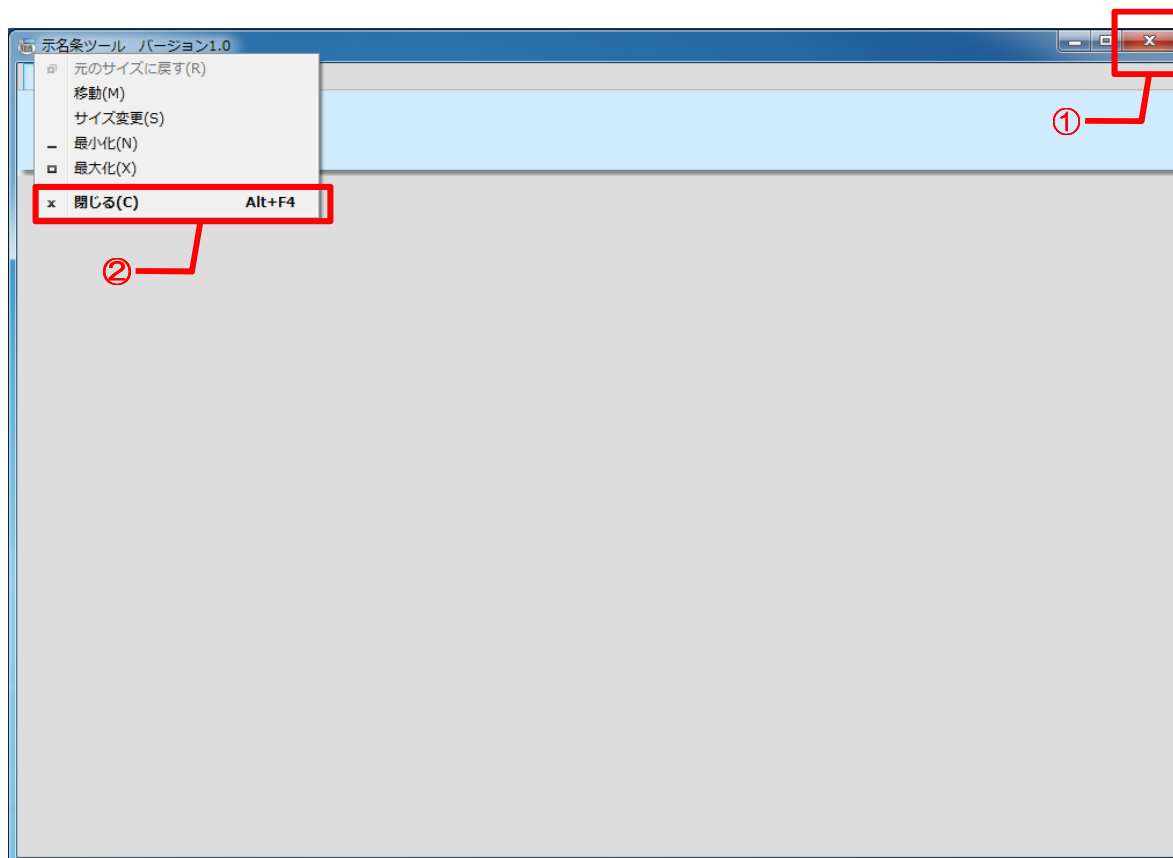 示名条ツール　バージョン1.0
元のサイズに戻す(R)
移動(M)
サイズ変更(S)
最小化(N)
最大化(X)
x 閉じる(C) Alt+F4
①
②